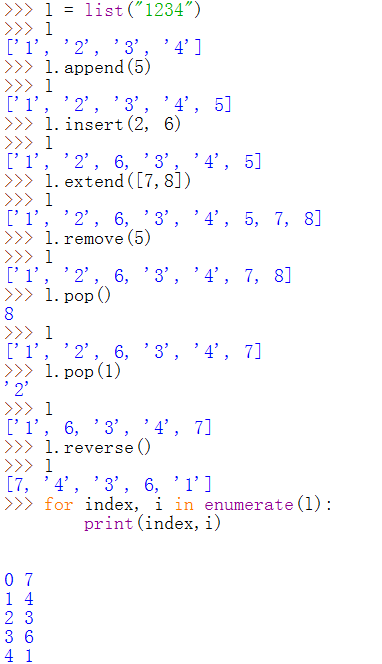 >>> l = list("1234")
>>> l
['1', '2', '3', '4']
>>> l.append(5)
>>> l
['1', '2', '3', '4', 5]
>>> l.insert(2, 6)
>>> l
['1', '2', 6, '3', '4', 5]
>>> l.extend([7,8])
>>> l
['1', '2', 6, '3', '4', 5, 7, 8]
>>> l.remove(5)
>>> l
['1', '2', 6, '3', '4', 7, 8]
>>> l.pop()
8
>>> l
['1', '2', 6, '3', '4', 7]
>>> l.pop(1)
'2'
>>> l
['1', 6, '3', '4', 7]
>>> l.reverse()
>>> l
[7, '4', '3', 6, '1']
>>> for index, i in enumerate(l):
        print(index,i)
0 7
1 4
2 3
3 6
4 1